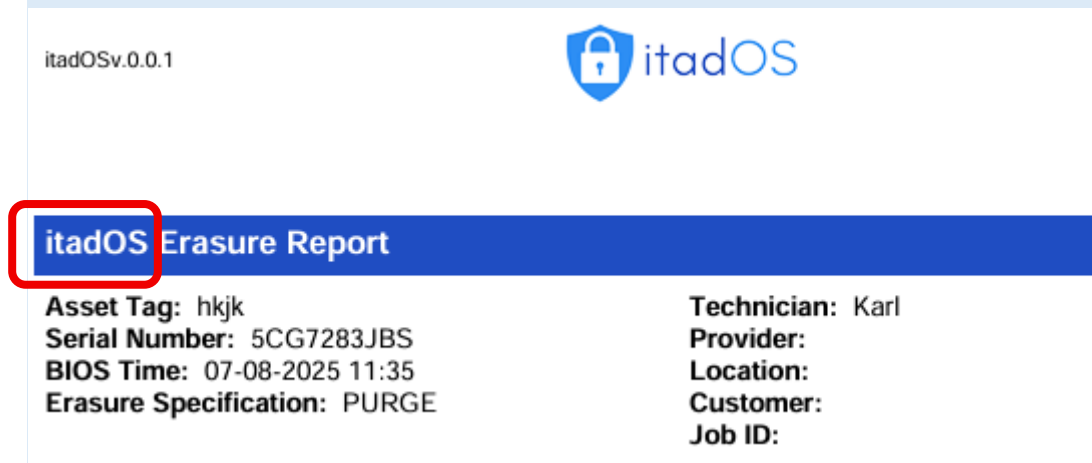 itadOSv.0.0.1
itadOS
itadOS Erasure Report
Asset Tag: hkjk
Serial Number: 5CG7283JBS
BIOS Time: 07-08-2025 11:35
Erasure Specification: PURGE
Technician: Karl
Provider:
Location:
Customer:
Job ID: